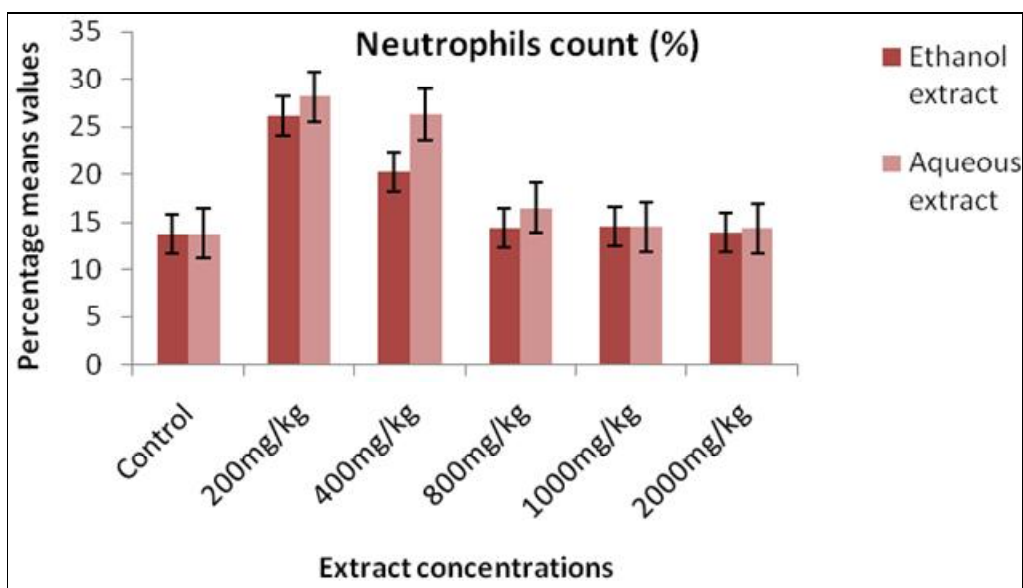 Neutrophils count (%)
Percentage means values
35
30
25
20
15
10
5
0
Control
200mg/kg
400mg/kg
800mg/kg
1000mg/kg
2000mg/kg
Extract concentrations
Ethanol
extract
Aqueous
extract